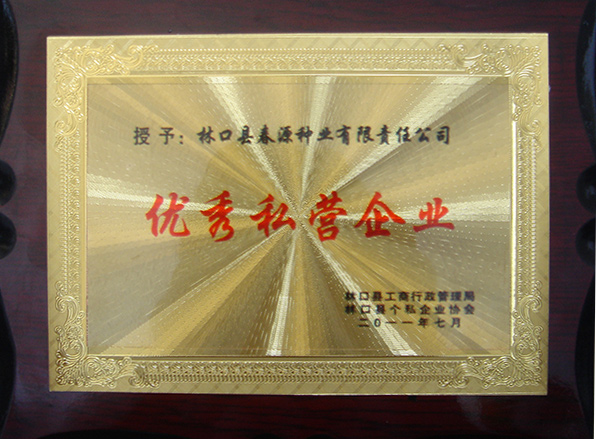 授予：林口县春源种业有限责任公司
优秀私营企业
林口县工商行政管理局
林口县个私企业协会
二〇一一年七月